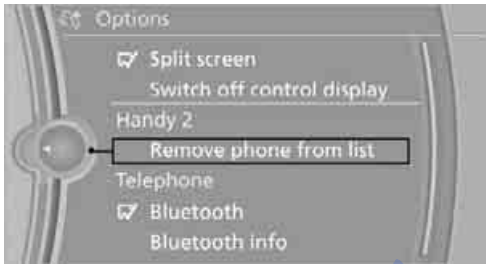 Options
Split screen
Switch off control display
Handy 2
Remove phone from list
Telephone
Bluetooth
Bluetooth info